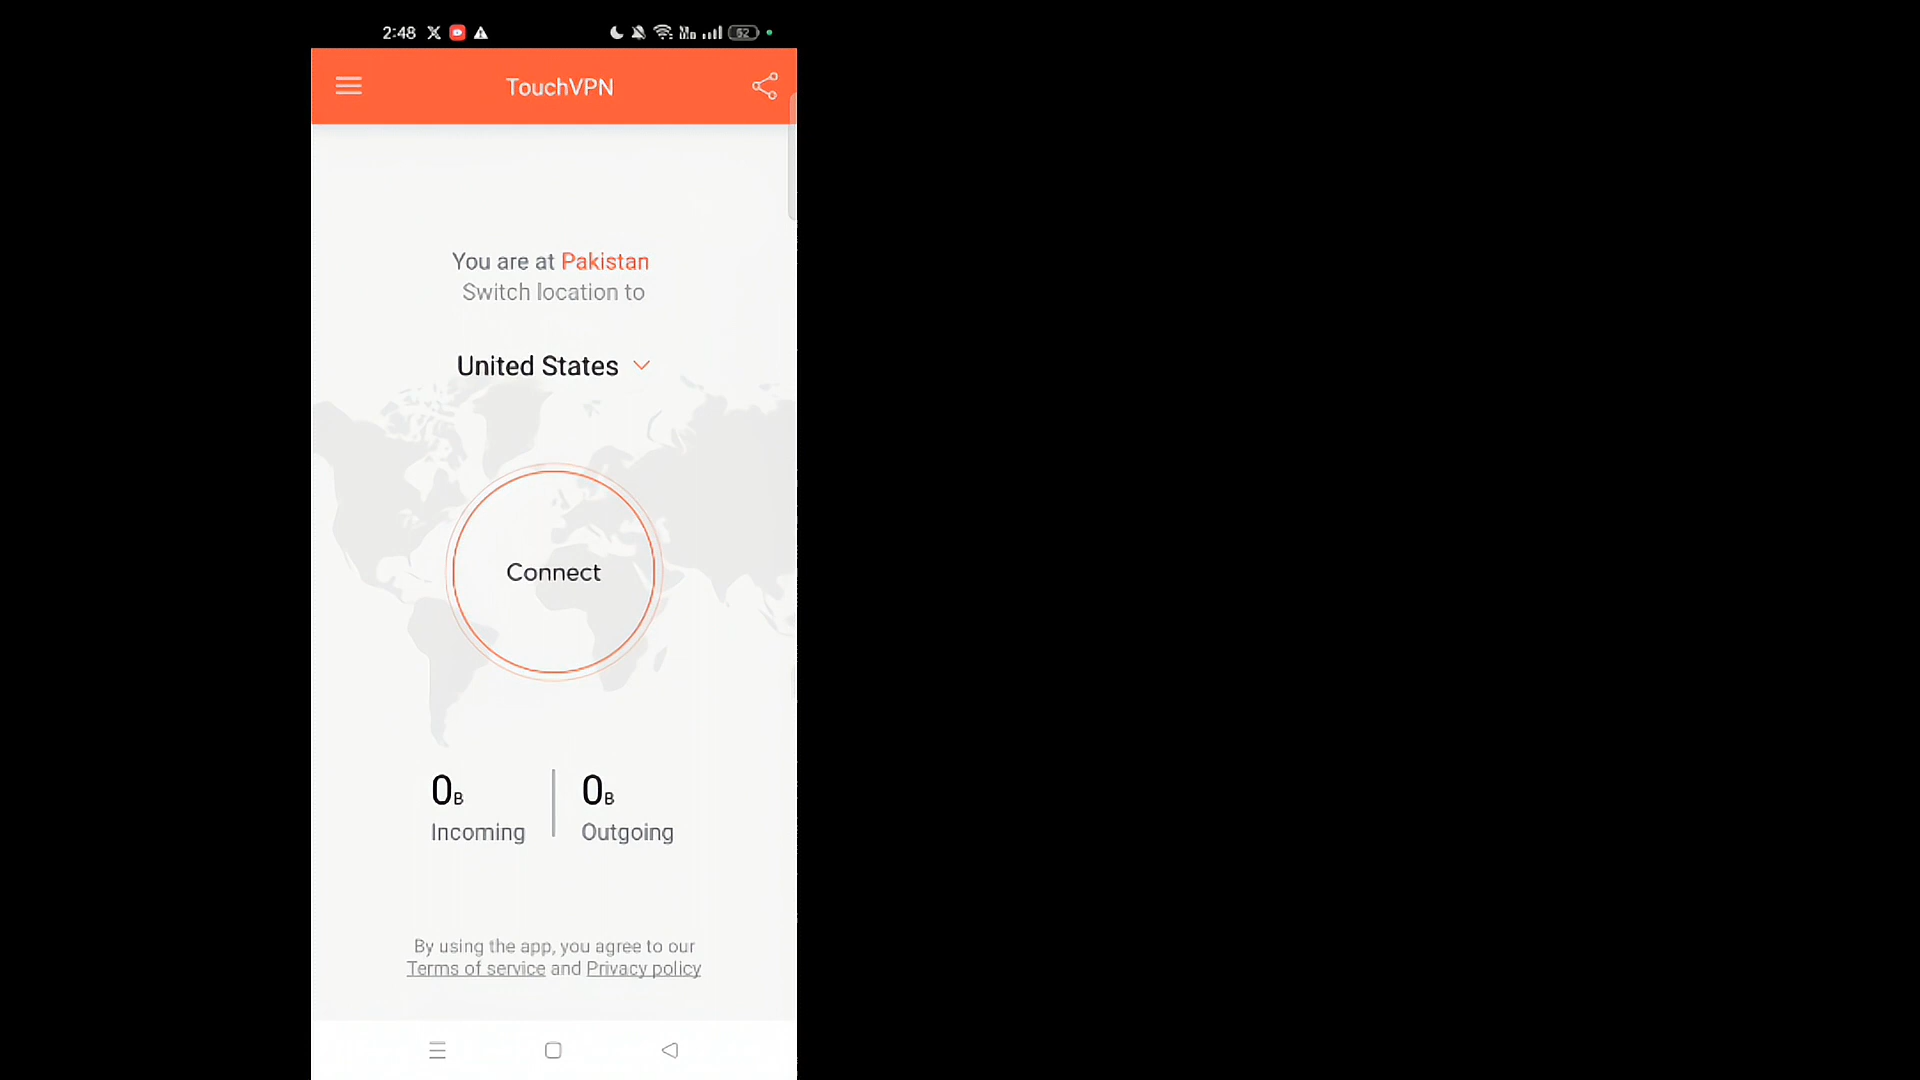 2:48
62
TouchVPN
You are at Pakistan
Switch location to
United States
Connect
0B
0B
Incoming
Outgoing
By using the app, you agree to our
Terms of service and Privacy policy